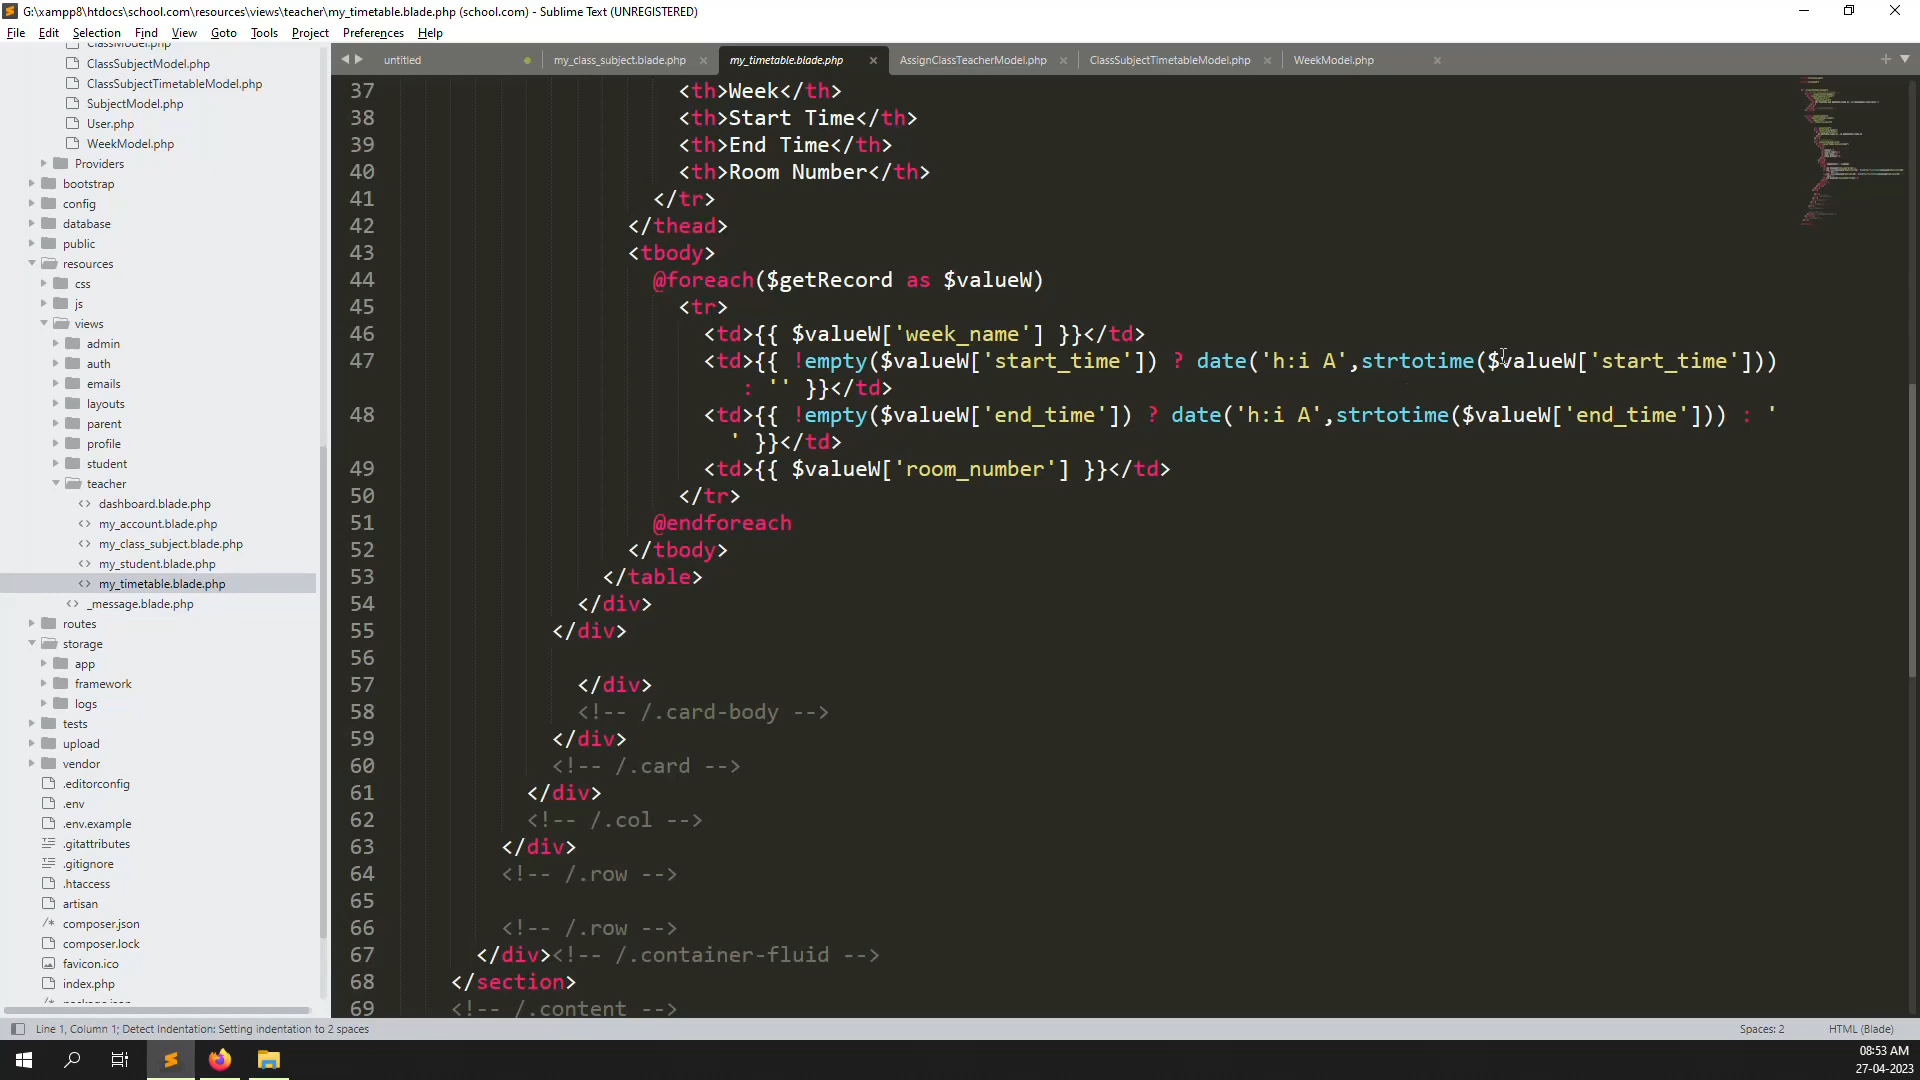 G:\xampp8\htdocs\school.com\resources\views\teacher\my_timetable.blade.php (school.com) - Sublime Text (UNREGISTERED)
File Edit Selection Find View Goto Tools Project Preferences Help
ClassModel.php
ClassSubjectModel.php
ClassSubjectTimetableModel.php
SubjectModel.php
User.php
WeekModel.php
Providers
bootstrap
config
database
public
resources
css
js
views
admin
auth
emails
layouts
parent
profile
student
teacher
dashboard.blade.php
my_account.blade.php
my_class_subject.blade.php
my_student.blade.php
my_timetable.blade.php
_message.blade.php
routes
storage
app
framework
logs
tests
upload
vendor
.editorconfig
.env
.env.example
.gitattributes
.gitignore
.htaccess
artisan
composer.json
composer.lock
favicon.ico
index.php
untitled my_class_subject.blade.php my_timetable.blade.php AssignClassTeacherModel.php ClassSubjectTimetableModel.php WeekModel.php
37 <th>Week</th>
38 <th>Start Time</th>
39 <th>End Time</th>
40 <th>Room Number</th>
41 </tr>
42 </thead>
43 <tbody>
44 @foreach($getRecord as $valueW)
45 <tr>
46 <td>{{ $valueW['week_name'] }}</td>
47 <td>{{ !empty($valueW['start_time']) ? date('h:i A',strtotime($valueW['start_time']))
: '' }}</td>
48 <td>{{ !empty($valueW['end_time']) ? date('h:i A',strtotime($valueW['end_time'])) : '
' }}</td>
49 <td>{{ $valueW['room_number'] }}</td>
50 </tr>
51 @endforeach
52 </tbody>
53 </table>
54 </div>
55 </div>
56
57 </div>
58 <!-- /.card-body -->
59 </div>
60 <!-- /.card -->
61 </div>
62 <!-- /.col -->
63 </div>
64 <!-- /.row -->
65
66 <!-- /.row -->
67 </div><!-- /.container-fluid -->
68 </section>
69 <!-- /.content -->
Line 1, Column 1; Detect Indentation: Setting indentation to 2 spaces
Spaces: 2
HTML (Blade)
08:53 AM
27-04-2023